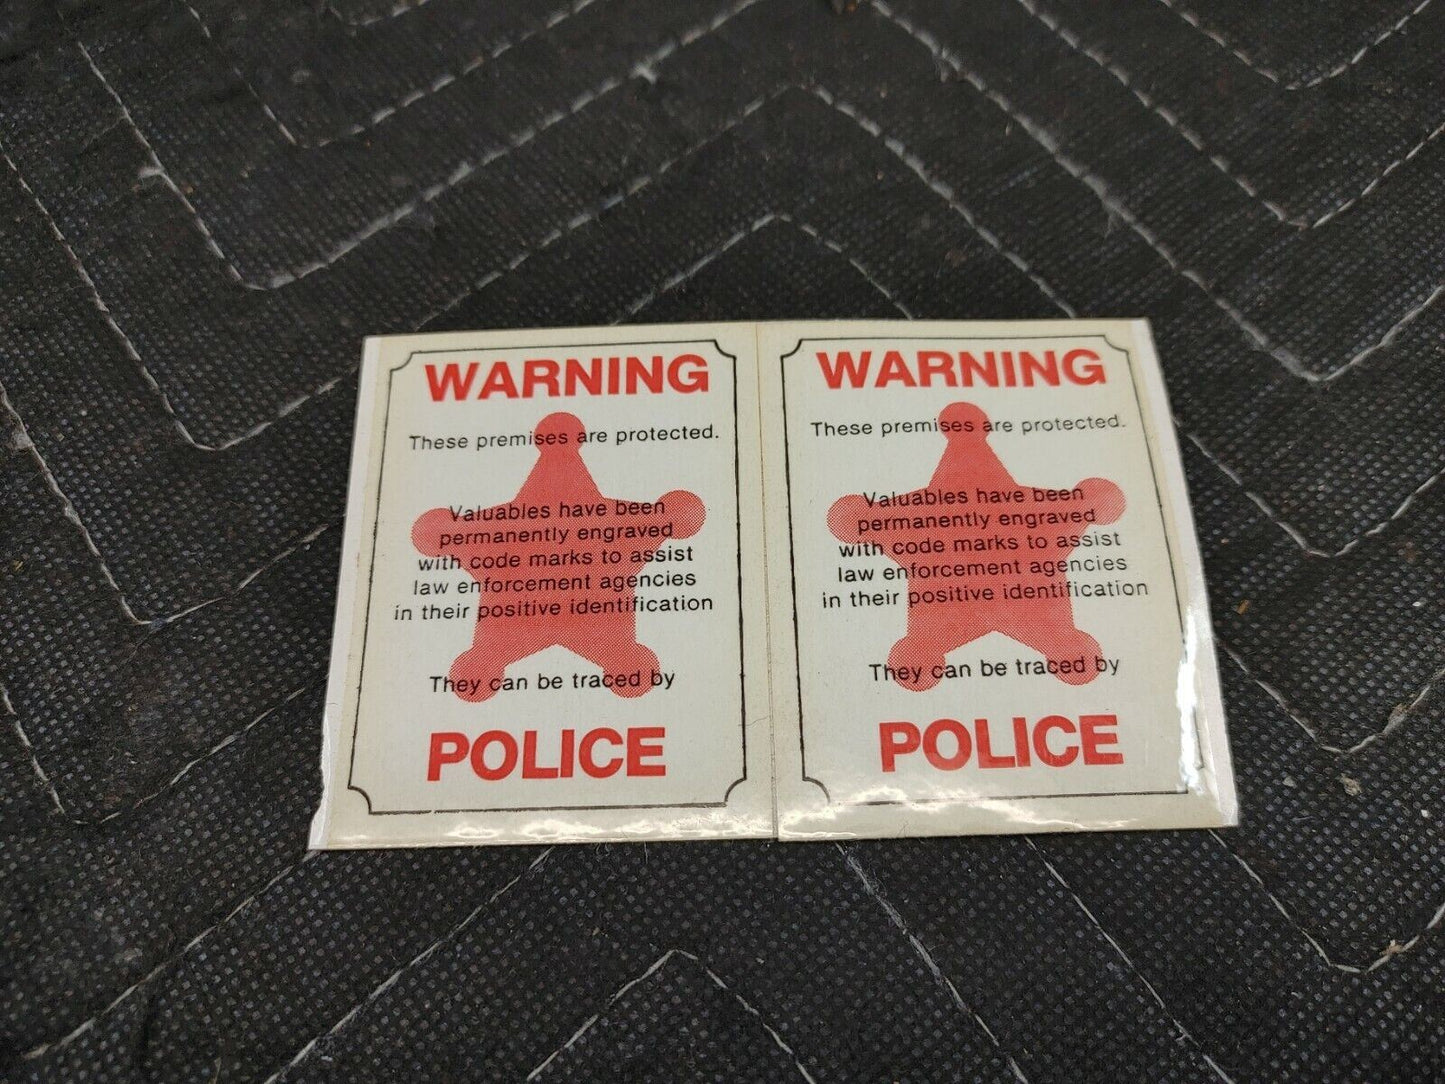 WARNING
These premises are protected.
Valuables have been
permanently engraved
with code marks to assist
law enforcement agencies
in their positive identification
They can be traced by
POLICE
WARNING
These premises are protected.
Valuables have been
permanently engraved
with code marks to assist
law enforcement agencies
in their positive identification
They can be traced by
POLICE